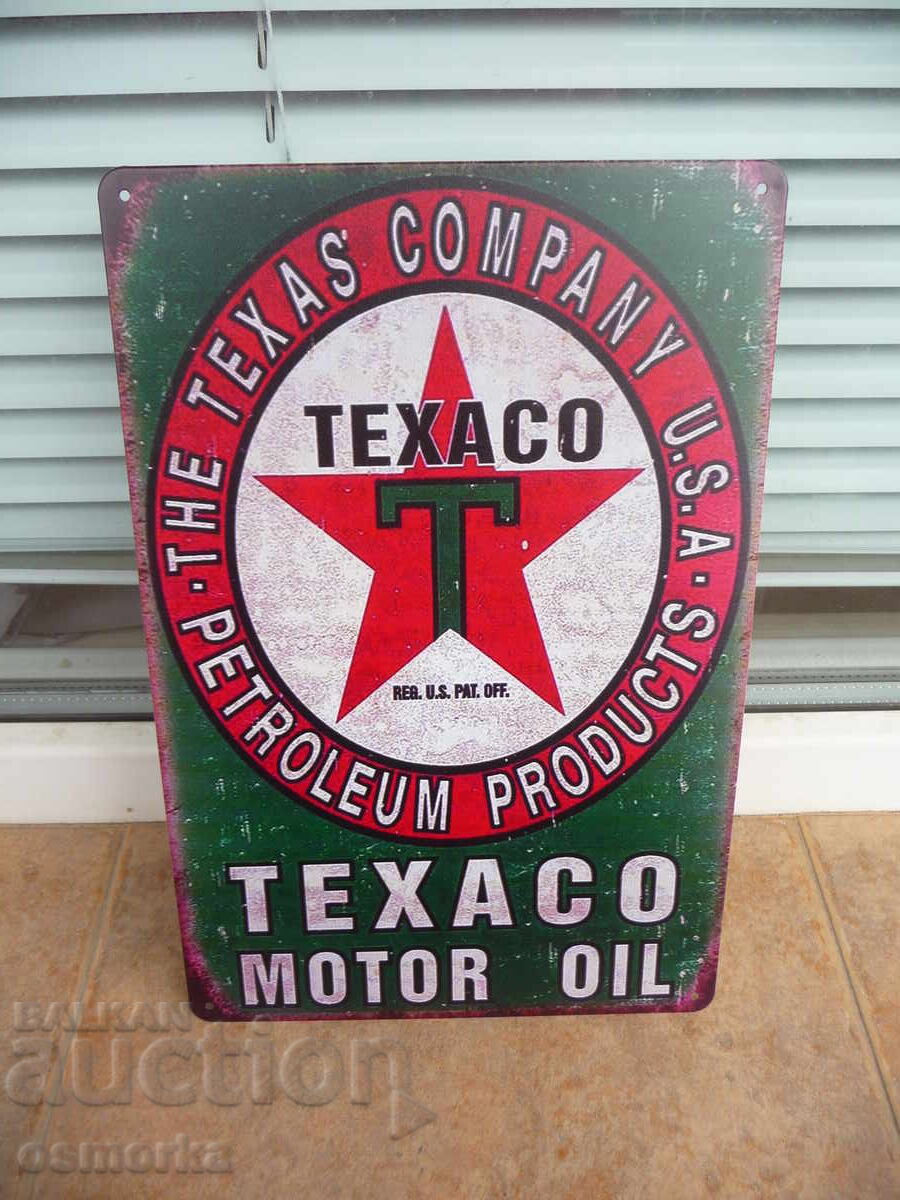 THE TEXAS COMPANY U.S.A.
TEXACO
T
REG. U.S. PAT. OFF.
· PETROLEUM PRODUCTS ·
TEXACO
MOTOR OIL
BALKAN
auction
osmorka